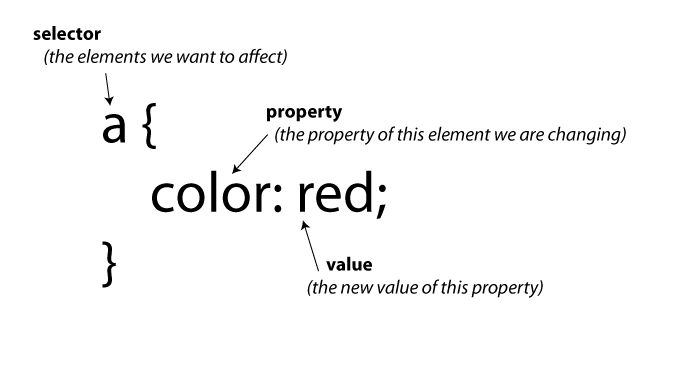 selector
(the elements we want to affect)
a {
property
(the property of this element we are changing)
color: red;
}
value
(the new value of this property)